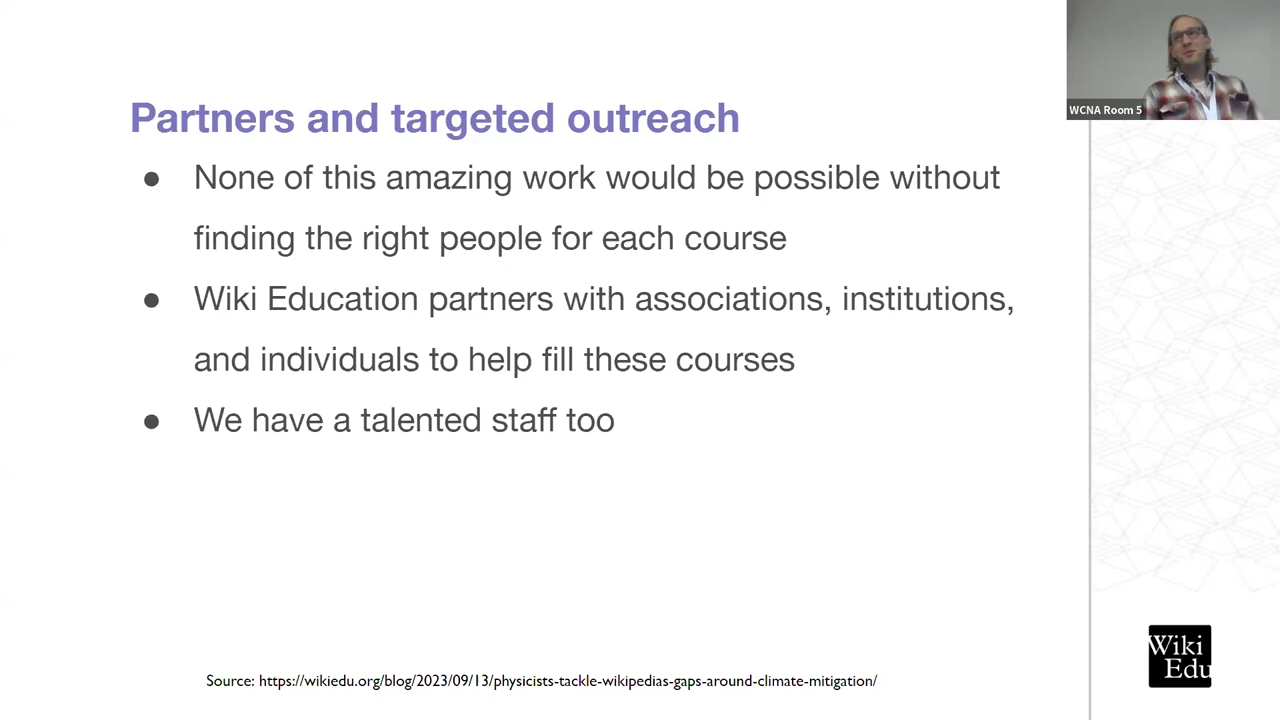 WCNA Room 5
Partners and targeted outreach
● None of this amazing work would be possible without
finding the right people for each course
● Wiki Education partners with associations, institutions,
and individuals to help fill these courses
● We have a talented staff too
Source: https://wikiedu.org/blog/2023/09/13/physicists-tackle-wikipedias-gaps-around-climate-mitigation/
Wiki
Edu